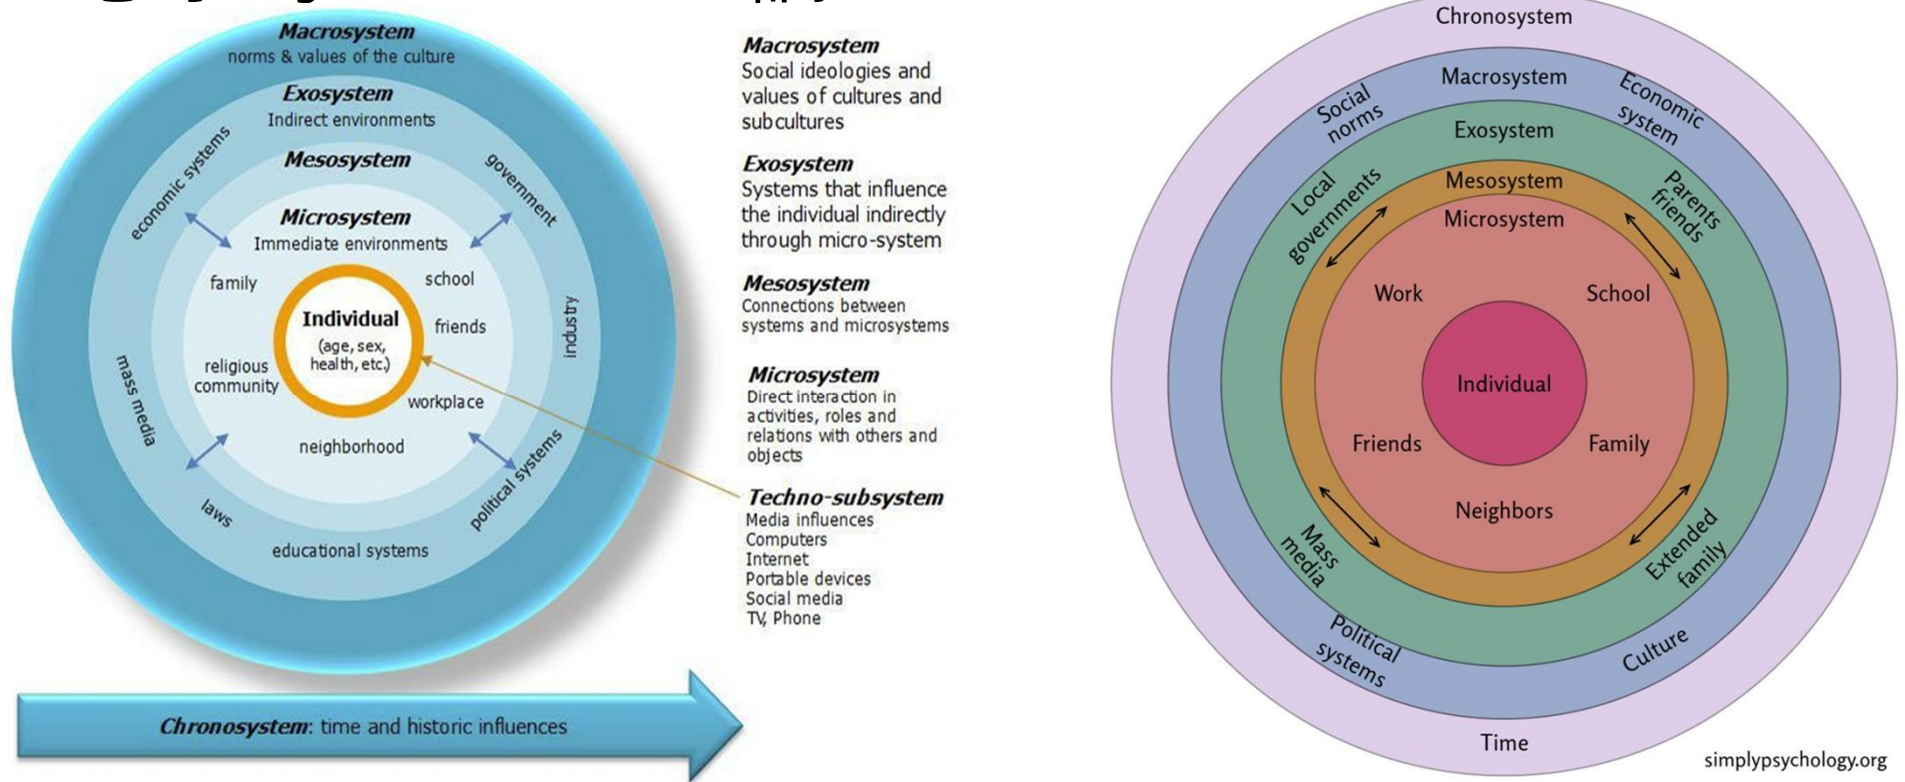 Macrosystem
norms & values of the culture
Exosystem
Indirect environments
Mesosystem
economic systems
government
Microsystem
Immediate environments
family
school
Individual
(age, sex,
health, etc.)
friends
industry
religious
community
mass media
workplace
neighborhood
political systems
laws
educational systems
Macrosystem
Social ideologies and
values of cultures and
subcultures
Exosystem
Systems that influence
the individual indirectly
through micro-system
Mesosystem
Connections between
systems and microsystems
Microsystem
Direct interaction in
activities, roles and
relations with others and
objects
Techno-subsystem
Media influences
Computers
Internet
Portable devices
Social media
TV, Phone
Chronosystem: time and historic influences
Chronosystem
Macrosystem
Social
norms
Economic
system
Exosystem
Local
governments
Parents
friends
Mesosystem
Microsystem
Work
School
Individual
Friends
Family
Neighbors
Mass
media
Extended
family
Political
systems
Culture
Time
simplypsychology.org